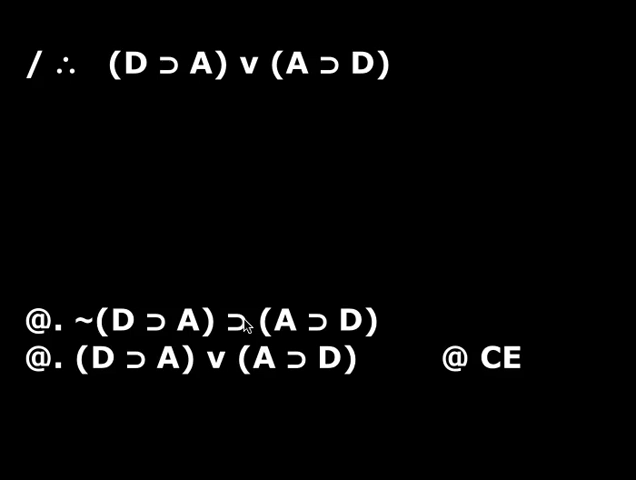 / ∴ (D ⊃ A) v (A ⊃ D)
@. ~(D ⊃ A) ⊃ (A ⊃ D)
@. (D ⊃ A) v (A ⊃ D) @ CE